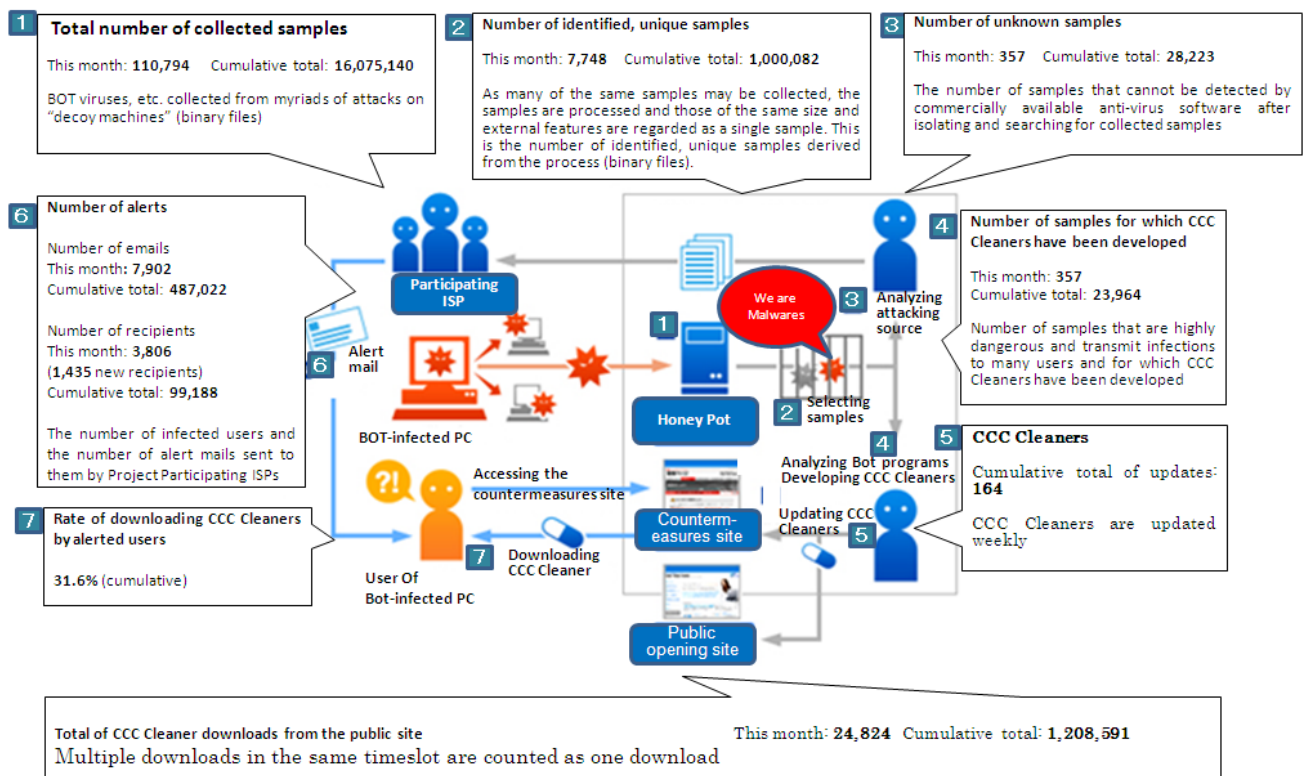 1
Total number of collected samples
This month: 110,794 Cumulative total: 16,075,140
BOT viruses, etc. collected from myriads of attacks on
“decoy machines” (binary files)
2
Number of identified, unique samples
This month: 7,748 Cumulative total: 1,000,082
As many of the same samples may be collected, the
samples are processed and those of the same size and
external features are regarded as a single sample. This
is the number of identified, unique samples derived
from the process (binary files).
3
Number of unknown samples
This month: 357 Cumulative total: 28,223
The number of samples that cannot be detected by
commercially available anti-virus software after
isolating and searching for collected samples
6
Number of alerts
Number of emails
This month: 7,902
Cumulative total: 487,022
Number of recipients
This month: 3,806
(1,435 new recipients)
Cumulative total: 99,188
The number of infected users and
the number of alert mails sent to
them by Project Participating ISPs
Participating
ISP
6
Alert
mail
BOT-infected PC
1
Honey Pot
We are
Malwares
3
Analyzing
attacking
source
2
Selecting
samples
4
Number of samples for which CCC
Cleaners have been developed
This month: 357
Cumulative total: 23,964
Number of samples that are highly
dangerous and transmit infections
to many users and for which CCC
Cleaners have been developed
4
Analyzing Bot programs
Developing CCC Cleaners
5
CCC Cleaners
Cumulative total of updates:
164
CCC Cleaners are updated
weekly
7
Rate of downloading CCC Cleaners
by alerted users
31.6% (cumulative)
?!
Accessing the
countermeasures site
Counterm-
easures site
Updating CCC
Cleaners
5
7
Downloading
CCC Cleaner
User Of
Bot-infected PC
Public
opening site
Total of CCC Cleaner downloads from the public site This month: 24,824 Cumulative total: 1,208,591
Multiple downloads in the same timeslot are counted as one download